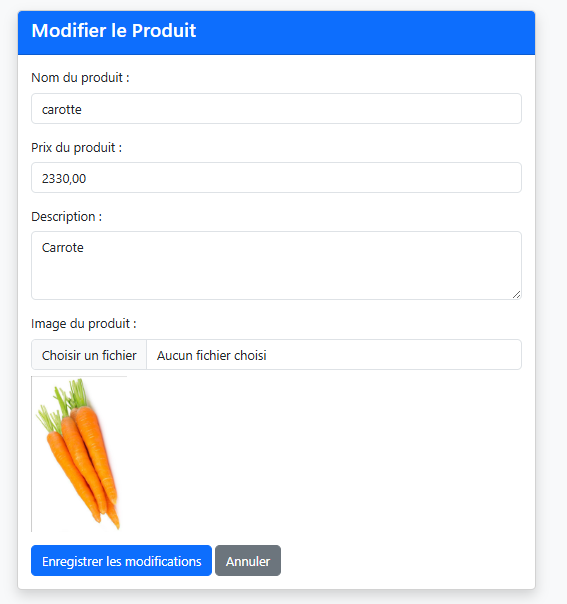 Modifier le Produit
Nom du produit :
carotte
Prix du produit :
2330,00
Description :
Carrote
Image du produit :
Choisir un fichier Aucun fichier choisi
Enregistrer les modifications Annuler